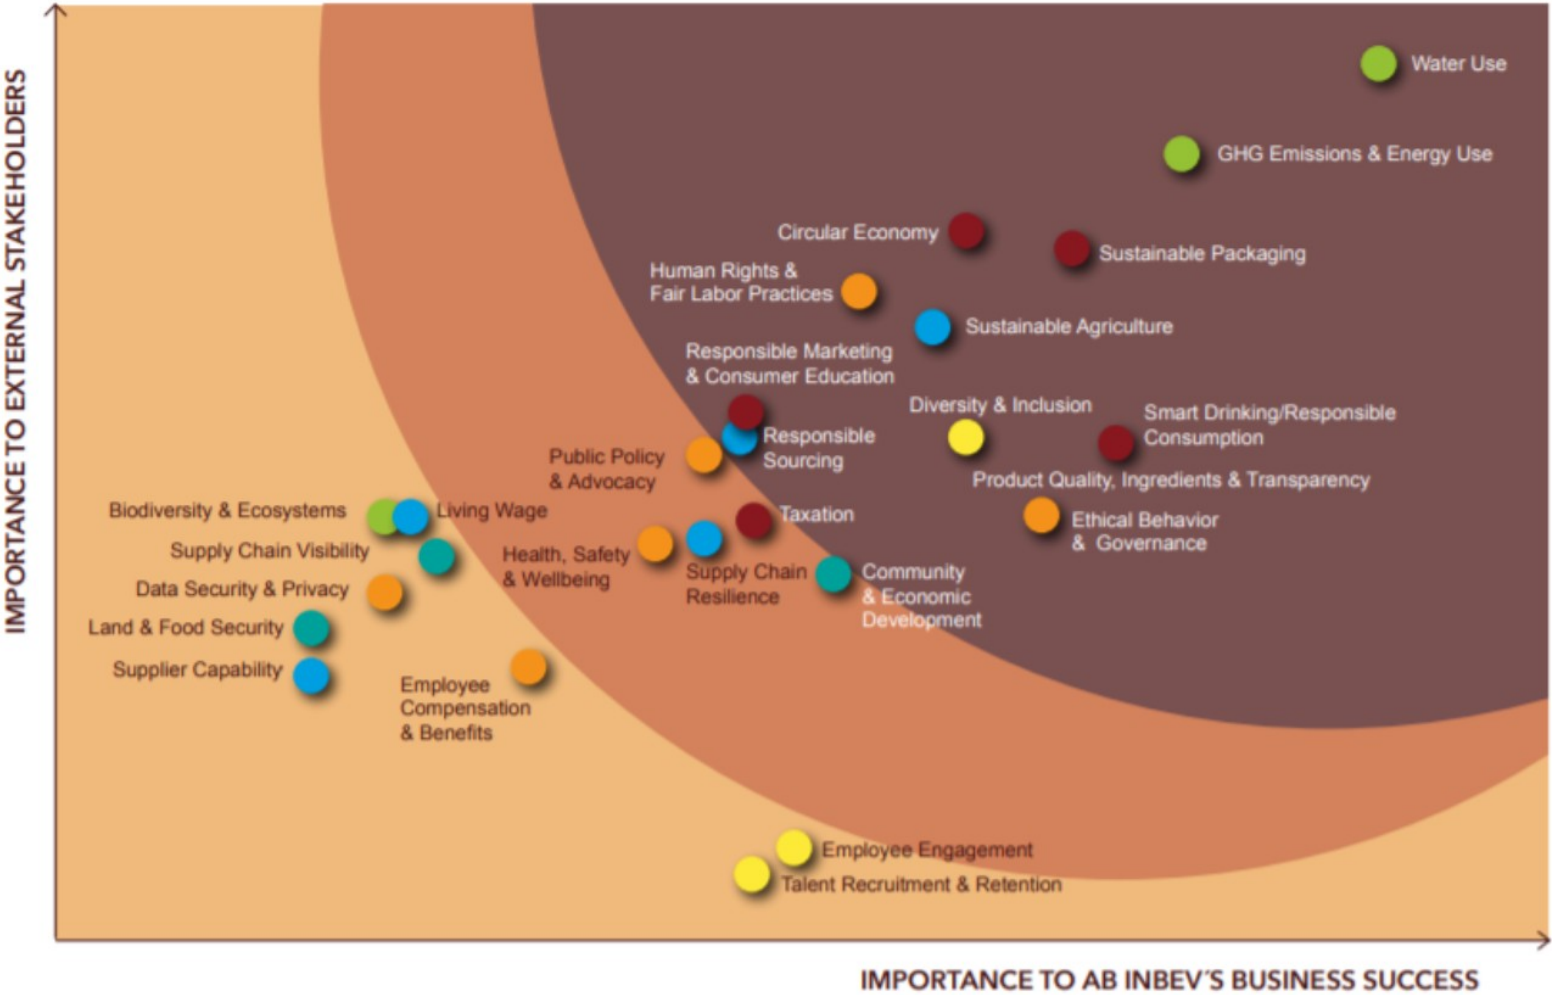 IMPORTANCE TO EXTERNAL STAKEHOLDERS
Water Use
GHG Emissions & Energy Use
Circular Economy
Sustainable Packaging
Human Rights &
Fair Labor Practices
Sustainable Agriculture
Responsible Marketing
& Consumer Education
Diversity & Inclusion
Smart Drinking/Responsible
Consumption
Responsible
Sourcing
Public Policy
& Advocacy
Product Quality, Ingredients & Transparency
Biodiversity & Ecosystems
Living Wage
Taxation
Ethical Behavior
& Governance
Supply Chain Visibility
Health, Safety
& Wellbeing
Supply Chain
Resilience
Community
& Economic
Development
Data Security & Privacy
Land & Food Security
Supplier Capability
Employee
Compensation
& Benefits
Employee Engagement
Talent Recruitment & Retention
IMPORTANCE TO AB INBEV´S BUSINESS SUCCESS